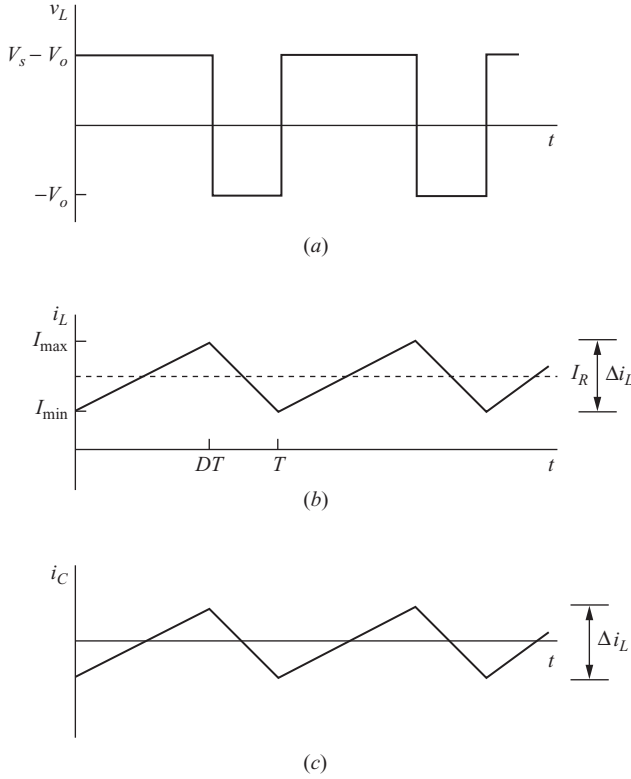 v_L
V_s – V_o
t
–V_o
(a)
i_L
I_max
I_R Δi_L
I_min
DT T t
(b)
i_C
Δi_L
t
(c)